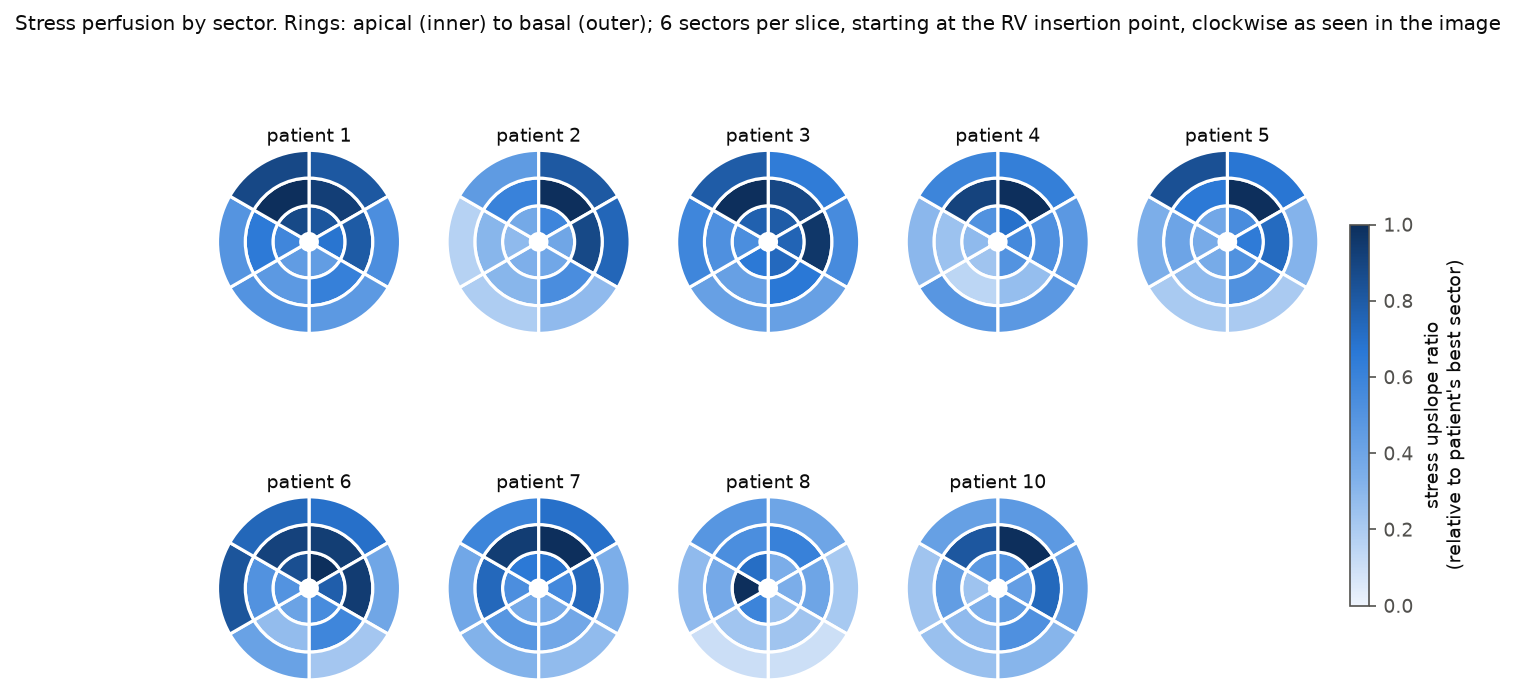 Stress perfusion by sector. Rings: apical (inner) to basal (outer); 6 sectors per slice, starting at the RV insertion point, clockwise as seen in the image
patient 1
patient 2
patient 3
patient 4
patient 5
1.0
0.8
0.6
0.4
0.2
0.0
stress upslope ratio
(relative to patient's best sector)
patient 6
patient 7
patient 8
patient 10